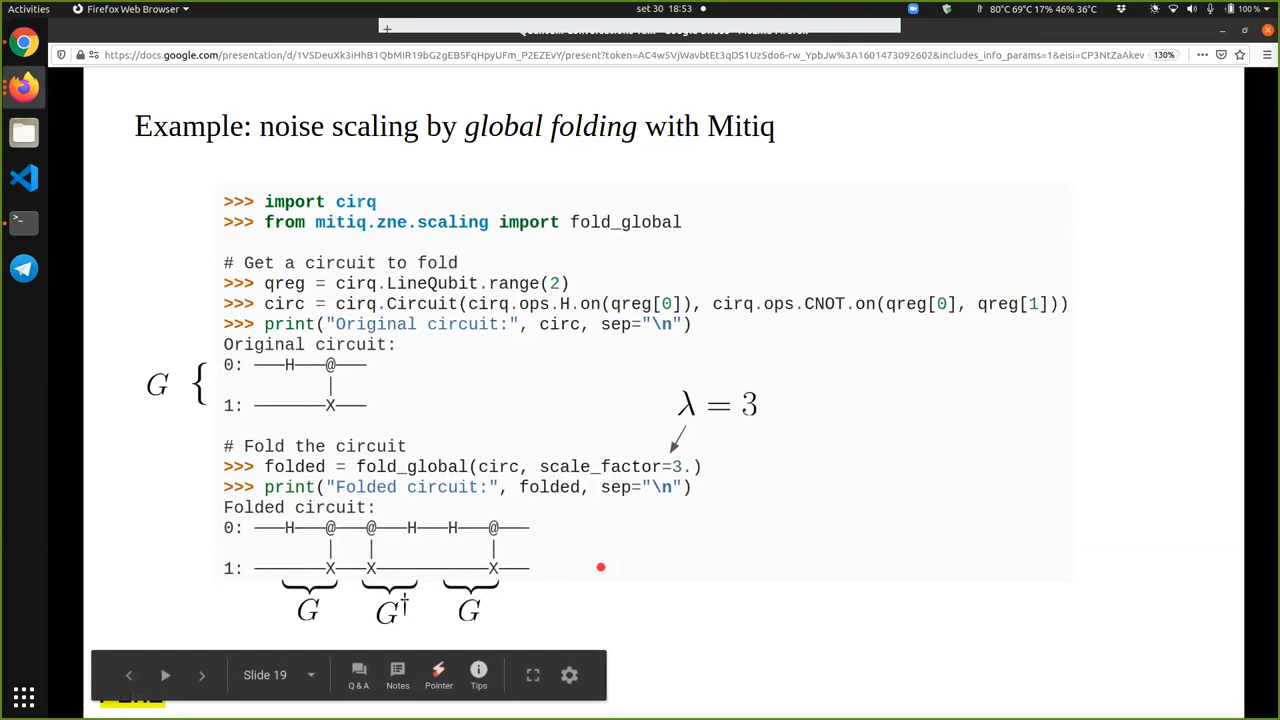 Activities
Firefox Web Browser
set 30 18:53
80°C 69°C 17% 46% 36°C
100 %
https://docs.google.com/presentation/d/1VSDeuXk3iHhB1QbMIR19bG2gEBSFqHpyUFm_P2EZEvY/present?token=AC4w5VjWavbtEt3qDS1UzSdo6-rw_YpbJw%3A1601473092602&includes_info_params=1&eisi=CP3NtZaAkew
130%
Example: noise scaling by global folding with Mitiq
>>> import cirq
>>> from mitiq.zne.scaling import fold_global
# Get a circuit to fold
>>> qreg = cirq.LineQubit.range(2)
>>> circ = cirq.Circuit(cirq.ops.H.on(qreg[0]), cirq.ops.CNOT.on(qreg[0], qreg[1]))
>>> print("Original circuit:", circ, sep="\n")
Original circuit:
0: ───H───@───
│
G {
1: ───────X───
λ = 3
# Fold the circuit
>>> folded = fold_global(circ, scale_factor=3.)
>>> print("Folded circuit:", folded, sep="\n")
Folded circuit:
0: ───H───@───@───H───H───@───
│ │ │
1: ───────X───X───────────X───
G G† G
Slide 19
Q & A
Notes
Pointer
Tips